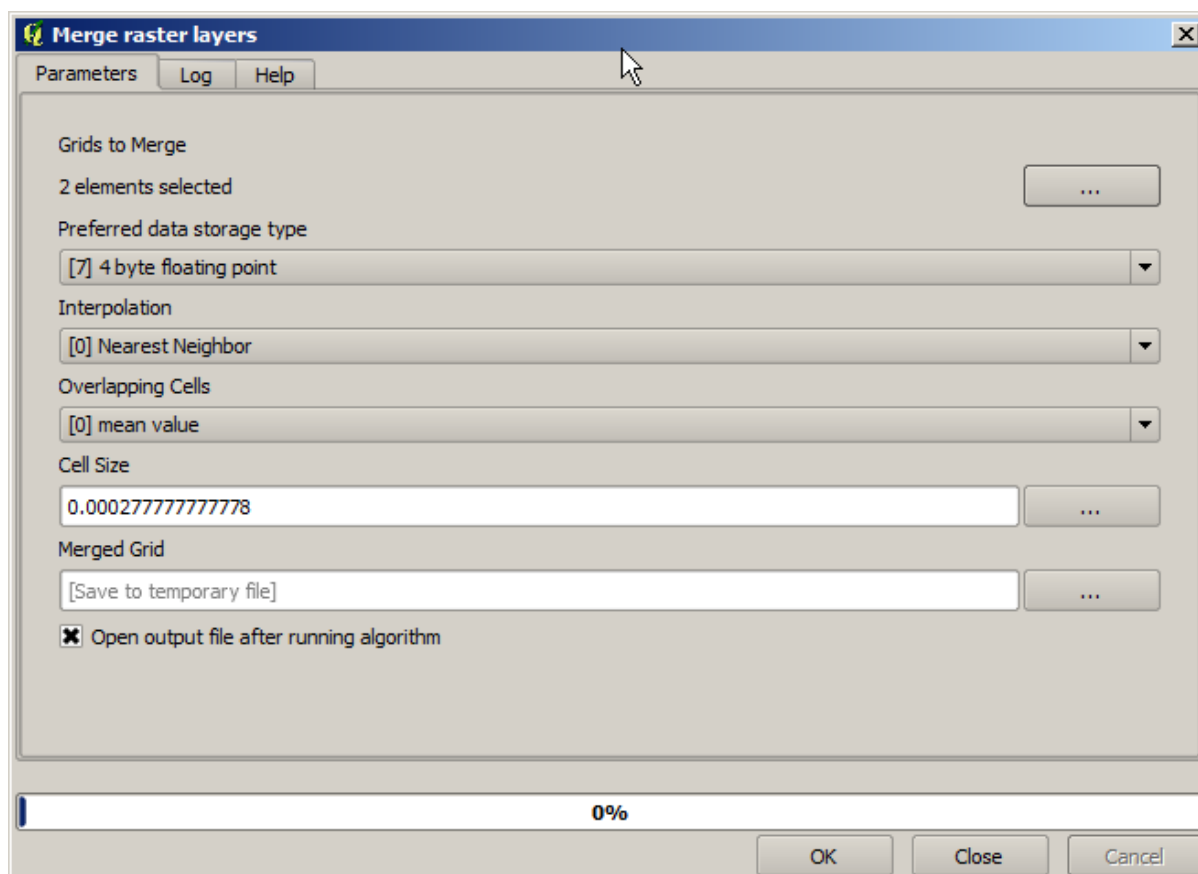 Merge raster layers
Parameters Log Help
Grids to Merge
2 elements selected ...
Preferred data storage type
[7] 4 byte floating point
Interpolation
[0] Nearest Neighbor
Overlapping Cells
[0] mean value
Cell Size
0.000277777777778 ...
Merged Grid
[Save to temporary file] ...
Open output file after running algorithm
0%
OK Close Cancel